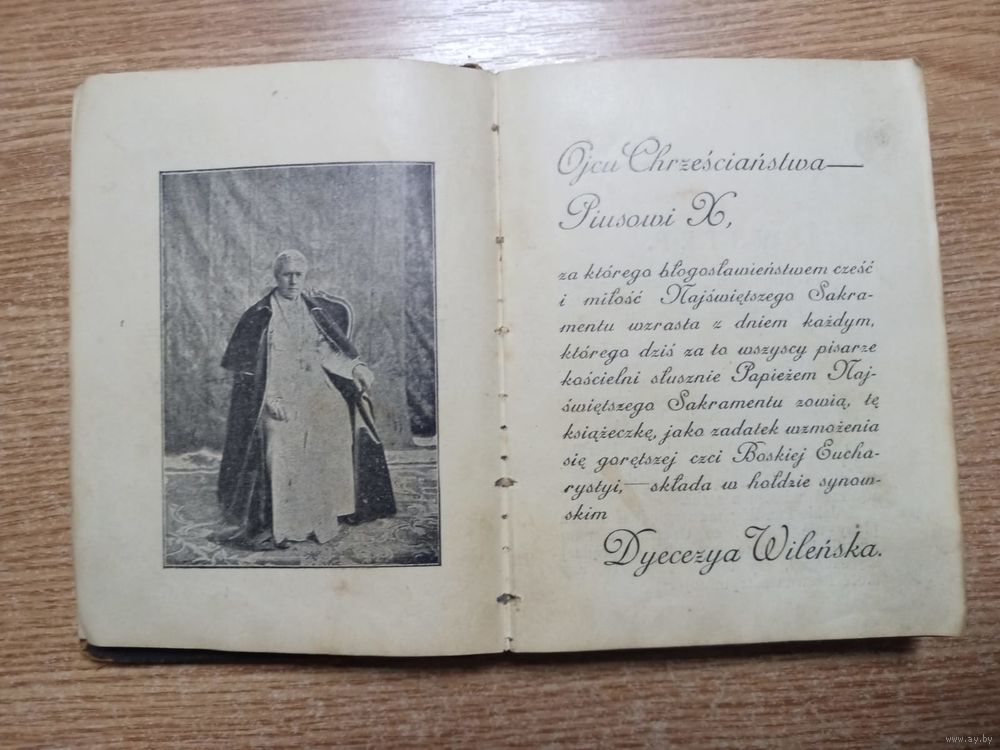 Ojcu Chrześciaństwa—
Piusowi X,
za którego błogosławieństwem cześć
i miłość Najświętszego Sakra-
mentu wzrasta z dniem każdym,
którego dziś za to wszyscy pisarze
kościelni słusznie Papieżem Naj-
świętszego Sakramentu zowią, tę
książeczkę, jako zadatek wzmożenia
się gorętszej czci Boskiej Eucha-
rystyi,—składa w hołdzie synow-
skim
Dyecezya Wileńska.
www.ay.by